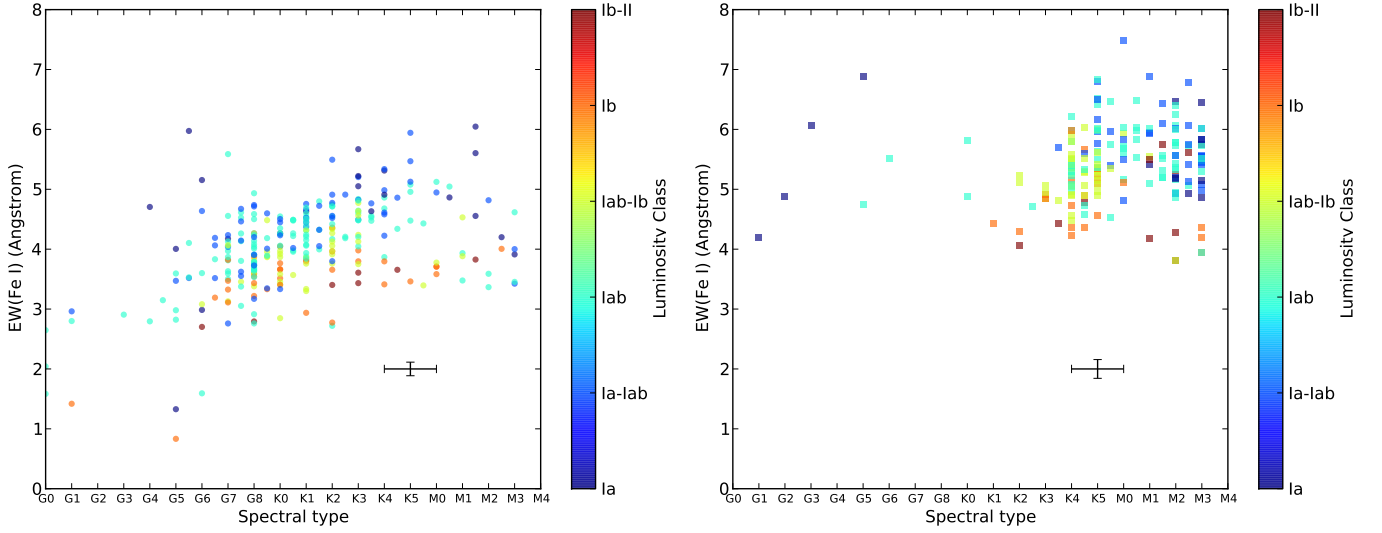 8
7
6
5
4
3
2
1
0
EW(Fe I) (Angstrom)
G0 G1 G2 G3 G4 G5 G6 G7 G8 K0 K1 K2 K3 K4 K5 M0 M1 M2 M3 M4
Spectral type
Ib-II
Ib
Iab-Ib
Iab
Ia-Iab
Ia
Luminosity Class
8
7
6
5
4
3
2
1
0
EW(Fe I) (Angstrom)
G0 G1 G2 G3 G4 G5 G6 G7 G8 K0 K1 K2 K3 K4 K5 M0 M1 M2 M3 M4
Spectral type
Ib-II
Ib
Iab-Ib
Iab
Ia-Iab
Ia
Luminosity Class